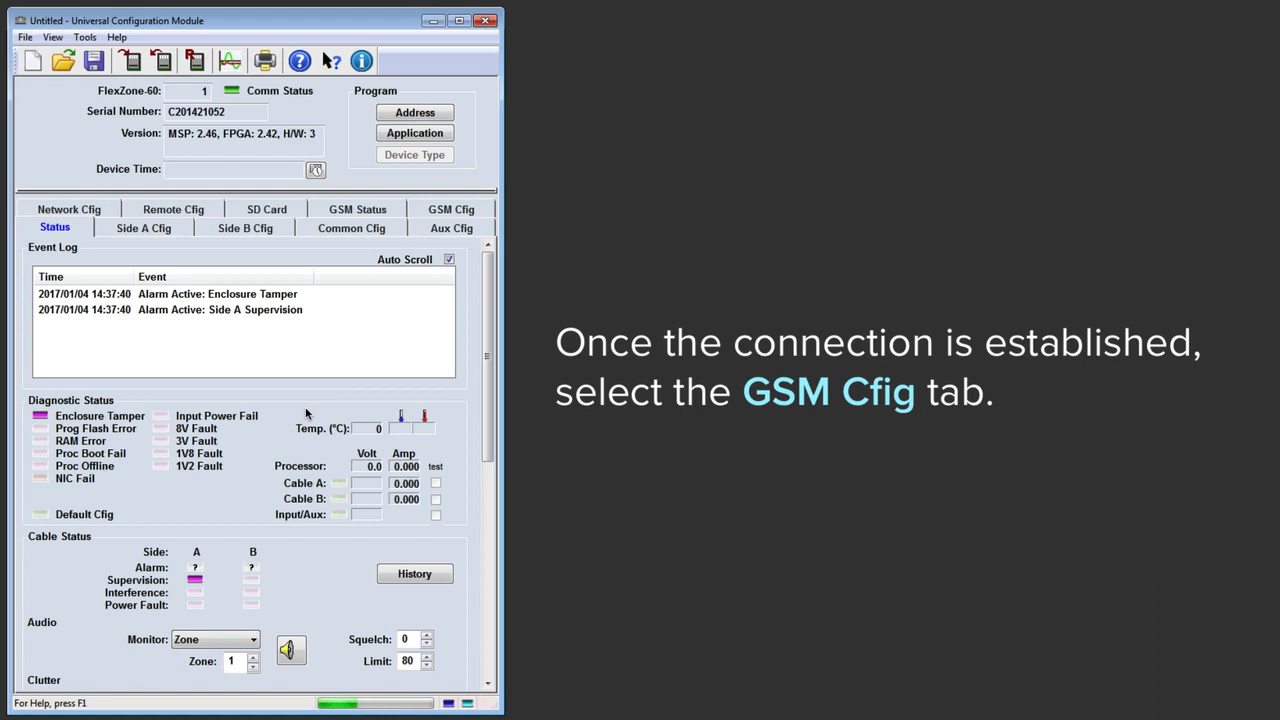 Untitled - Universal Configuration Module
File View Tools Help
FlexZone-60: 1 Comm Status Program
Serial Number: C201421052 Address
Version: MSP: 2.46, FPGA: 2.42, H/W: 3 Application
Device Type
Device Time:
Network Cfig Remote Cfig SD Card GSM Status GSM Cfig
Status Side A Cfig Side B Cfig Common Cfig Aux Cfig
Event Log
Auto Scroll
Time Event
2017/01/04 14:37:40 Alarm Active: Enclosure Tamper
2017/01/04 14:37:40 Alarm Active: Side A Supervision
Diagnostic Status
Enclosure Tamper Input Power Fail
Prog Flash Error 8V Fault Temp. (°C): 0
RAM Error 3V Fault
Proc Boot Fail 1V8 Fault Volt Amp
Proc Offline 1V2 Fault Processor: 0.0 0.000 test
NIC Fail Cable A: 0.000
Cable B: 0.000
Default Cfig Input/Aux:
Cable Status
Side: A B
Alarm: ? ?
Supervision: History
Interference:
Power Fault:
Audio
Monitor: Zone Squelch: 0
Zone: 1 Limit: 80
Clutter
For Help, press F1
Once the connection is established,
select the GSM Cfig tab.